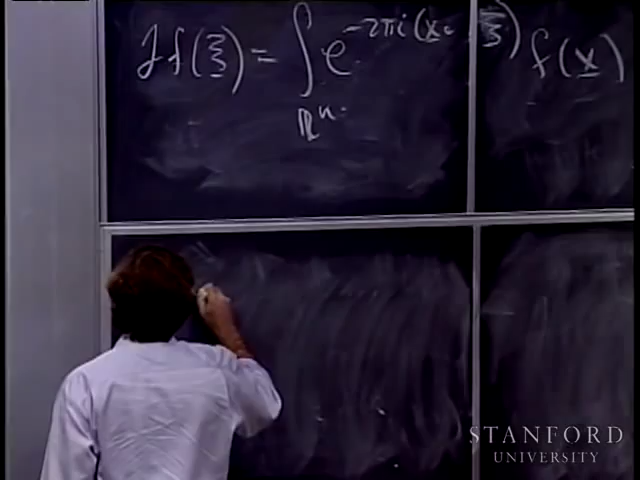 ℱf(ξ) = ∫ e^{-2πi(x·ξ)} f(x)
ℝⁿ
STANFORD
UNIVERSITY